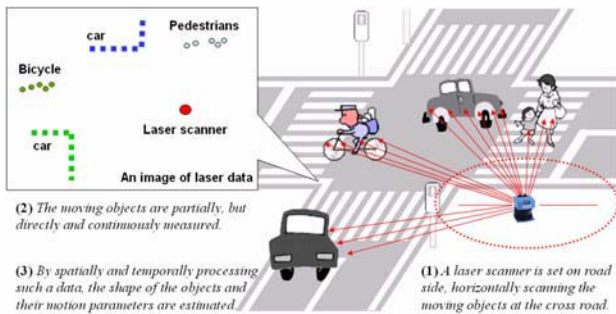 car
Pedestrians
Bicycle
Laser scanner
car
An image of laser data
(2) The moving objects are partially, but
directly and continuously measured.
(3) By spatially and temporally processing
such a data, the shape of the objects and
their motion parameters are estimated.
(1).A laser scanner is set on road
side, horizontally scanning the
moving objects at the cross road.